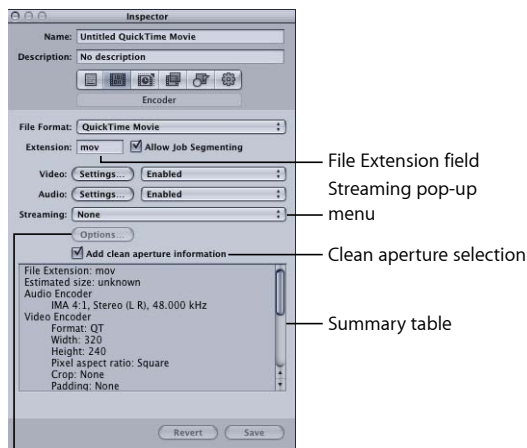 Inspector
Name: Untitled QuickTime Movie
Description: No description
Encoder
File Format: QuickTime Movie
Extension: mov Allow Job Segmenting
File Extension field
Video: Settings... Enabled
Streaming pop-up
menu
Audio: Settings... Enabled
Streaming: None
Options...
Add clean aperture information
Clean aperture selection
File Extension: mov
Estimated size: unknown
Audio Encoder
IMA 4:1, Stereo (L R), 48.000 kHz
Video Encoder
Format: QT
Width: 320
Height: 240
Pixel aspect ratio: Square
Crop: None
Padding: None
Summary table
Revert Save